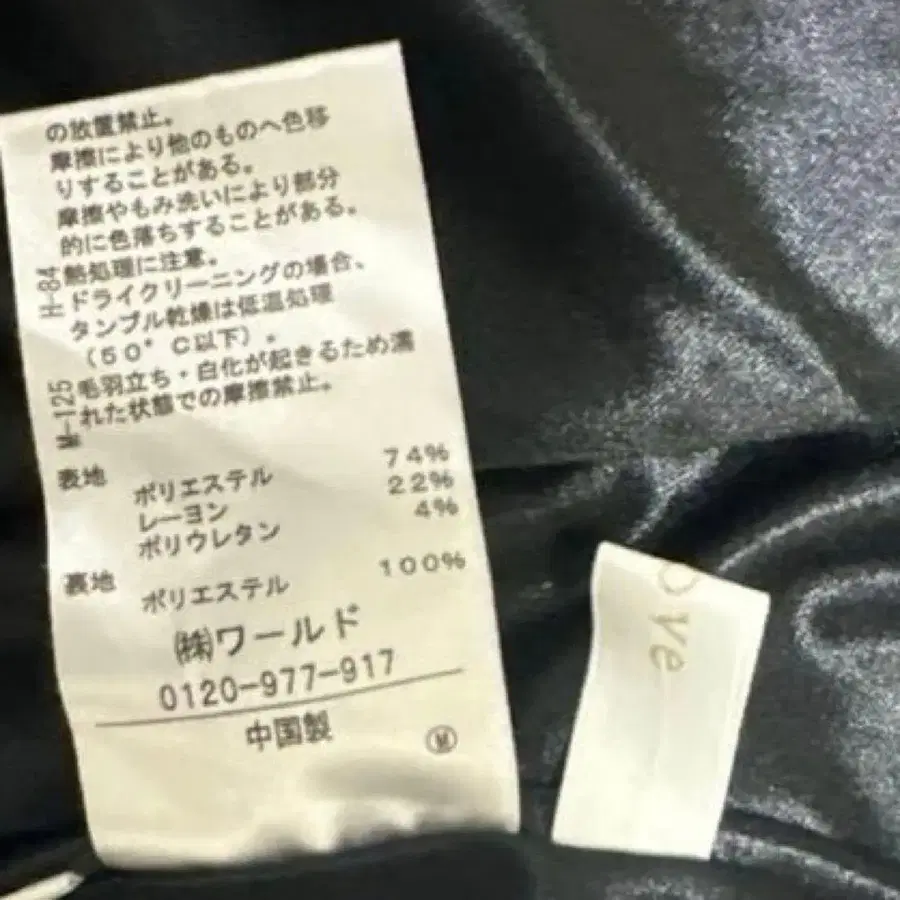 の放置禁止。
摩擦により他のものへ色移
りすることがある。
摩擦やもみ洗いにより部分
的に色落ちすることがある。
熱処理に注意。
ドライクリーニングの場合、
タンブル乾燥は低温処理
(50°C以下)。
毛羽立ち・白化が起きるため濡
れた状態での摩擦禁止。
H-84
W-125
表地
ポリエステル 74%
レーヨン 22%
ポリウレタン 4%
裏地
ポリエステル 100%
㈱ワールド
0120-977-917
中国製
Ⓜ
ove